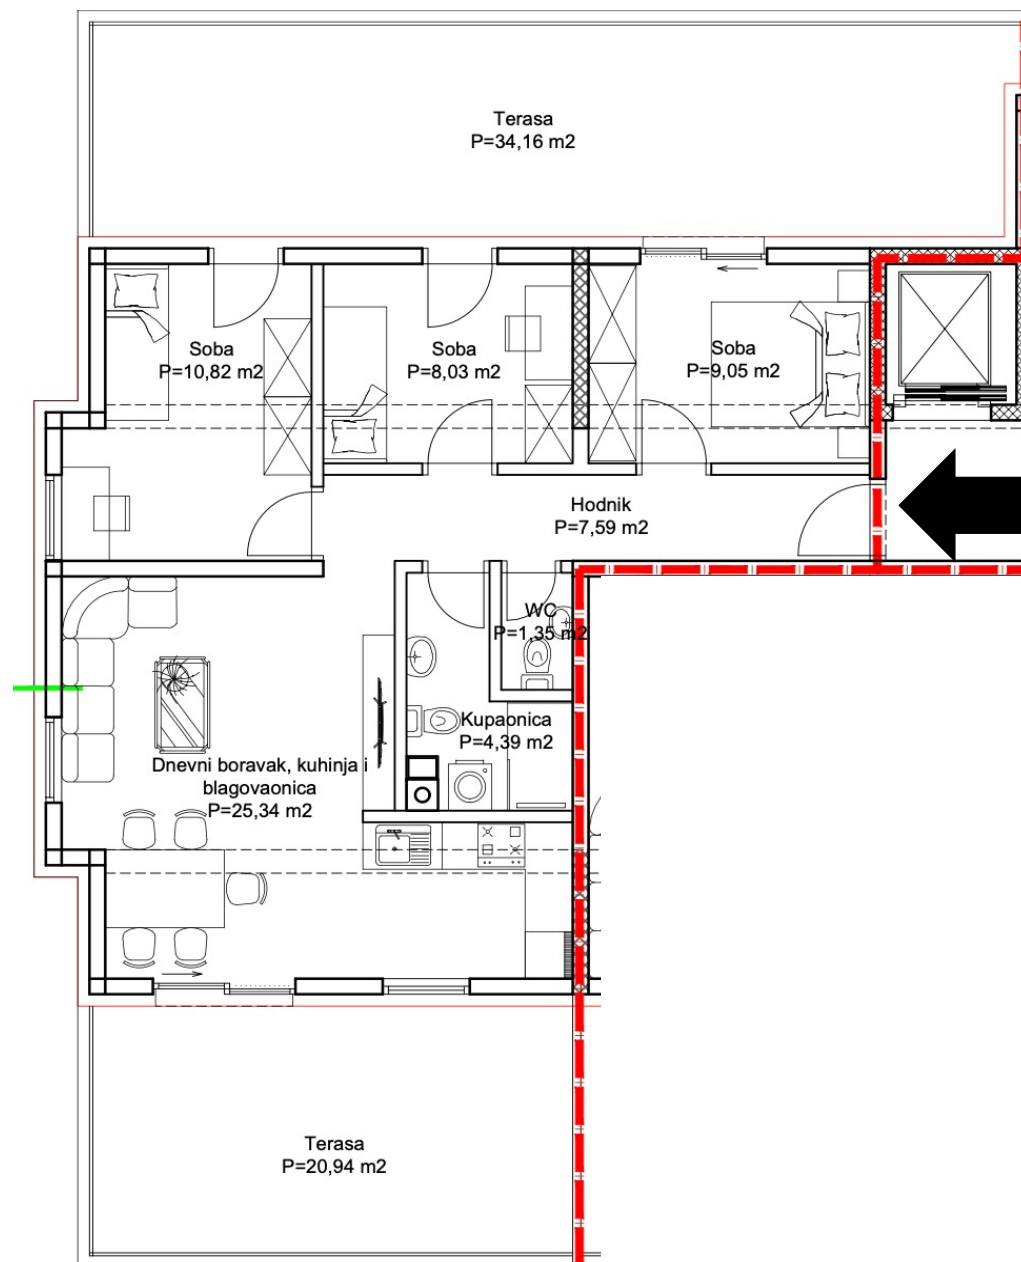 Terasa
P=34,16 m2
Soba
P=10,82 m2
Soba
P=8,03 m2
Soba
P=9,05 m2
Hodnik
P=7,59 m2
WC
P=1,35 m2
Kupaonica
P=4,39 m2
Dnevni boravak, kuhinja i
blagovaonica
P=25,34 m2
Terasa
P=20,94 m2